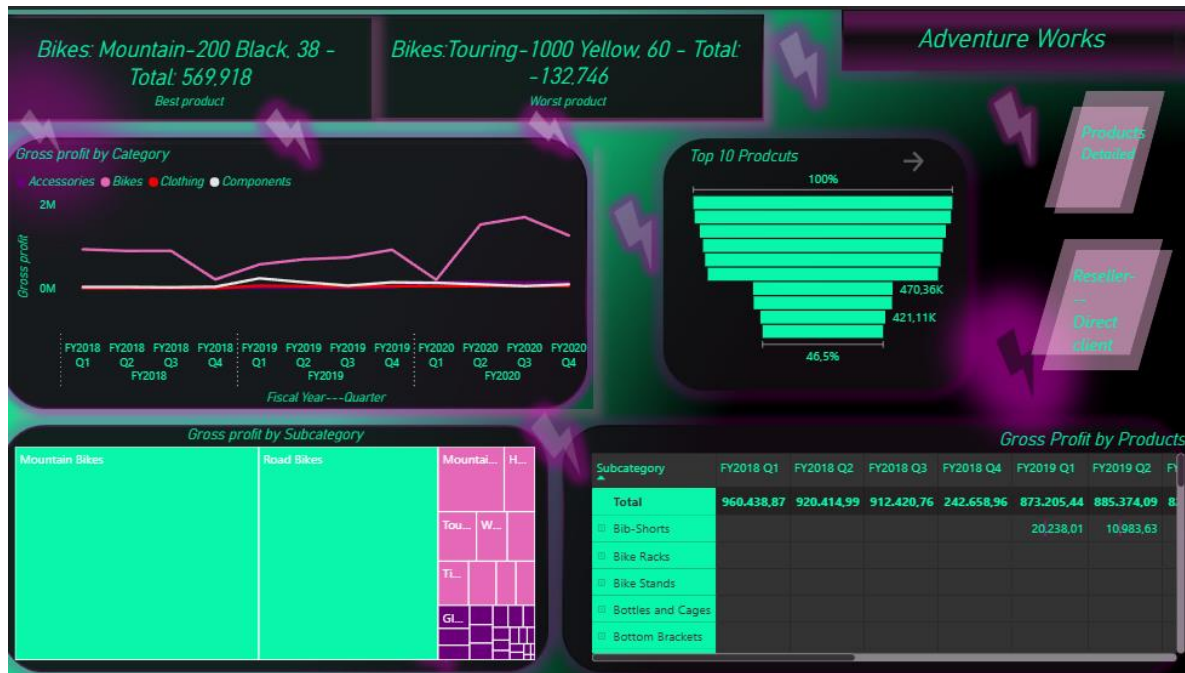 Bikes: Mountain-200 Black, 38 -
Total: 569,918
Best product
Bikes:Touring-1000 Yellow, 60 - Total:
-132,746
Worst product
Adventure Works
Products
Detailed
Gross profit by Category
Accessories Bikes Clothing Components
2M
0M
Gross profit
FY2018 FY2018 FY2018 FY2018 FY2019 FY2019 FY2019 FY2019 FY2020 FY2020 FY2020 FY2020
Q1 Q2 Q3 Q4 Q1 Q2 Q3 Q4 Q1 Q2 Q3 Q4
FY2018 FY2019 FY2020
Fiscal Year---Quarter
Top 10 Prodcuts
100%
470,36K
421,11K
46,5%
Reseller-
---
Direct
client
Gross profit by Subcategory
Mountain Bikes
Road Bikes
Mountai...
H...
Tou...
W...
Ti...
Gl...
Gross Profit by Products
Subcategory FY2018 Q1 FY2018 Q2 FY2018 Q3 FY2018 Q4 FY2019 Q1 FY2019 Q2
Total 960.438,87 920.414,99 912.420,76 242.658,96 873.205,44 885.374,09
Bib-Shorts 20.238,01 10.983,63
Bike Racks
Bike Stands
Bottles and Cages
Bottom Brackets